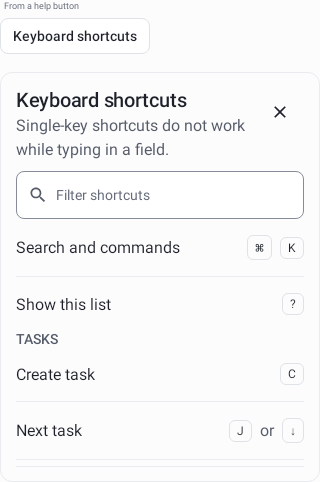 From a help button
Keyboard shortcuts
Keyboard shortcuts
Single-key shortcuts do not work
while typing in a field.
Filter shortcuts
Search and commands ⌘ K
Show this list ?
TASKS
Create task C
Next task J or ↓